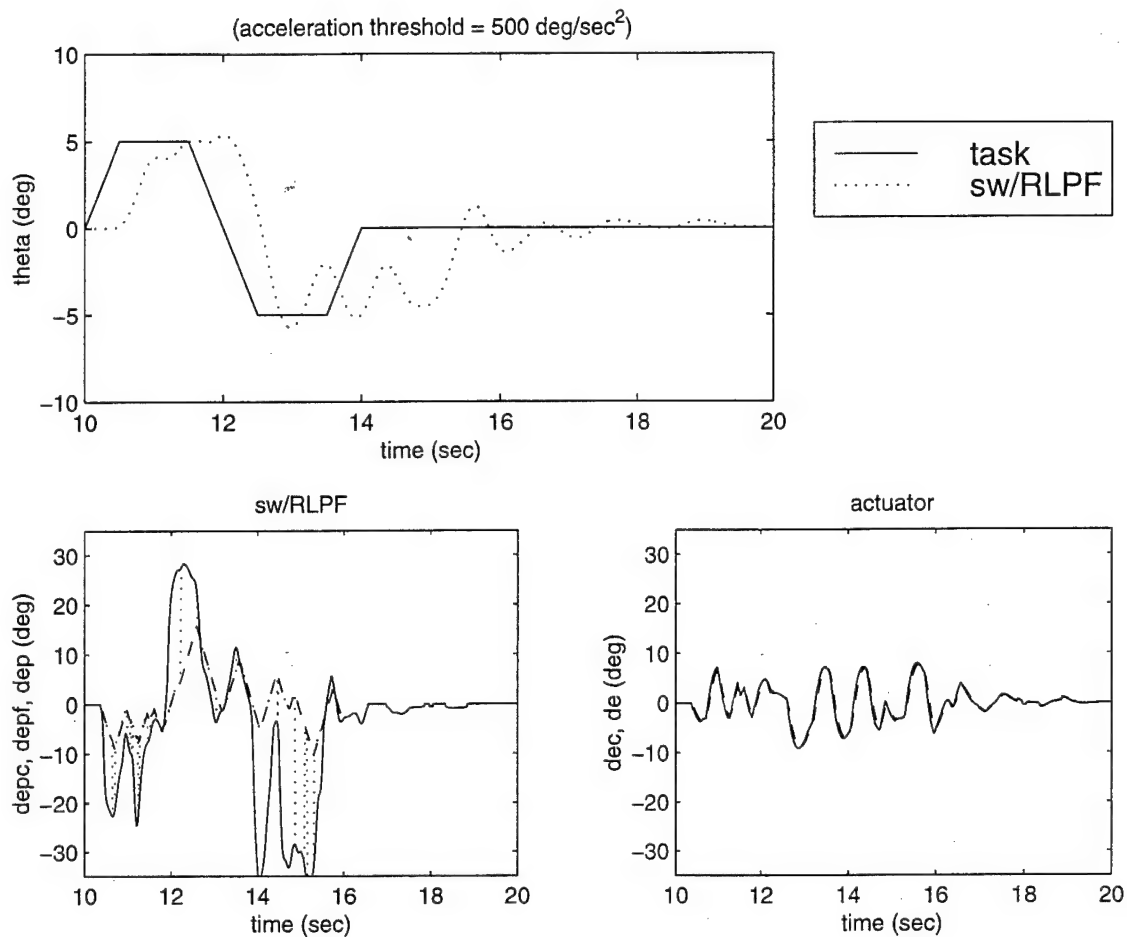 (acceleration threshold = 500 deg/sec2)
10
5
0
−5
−10
theta (deg)
10 12 14 16 18 20
time (sec)
task
sw/RLPF
sw/RLPF
30
20
10
0
−10
−20
−30
depc, depf, dep (deg)
10 12 14 16 18 20
time (sec)
actuator
30
20
10
0
−10
−20
−30
dec, de (deg)
10 12 14 16 18 20
time (sec)